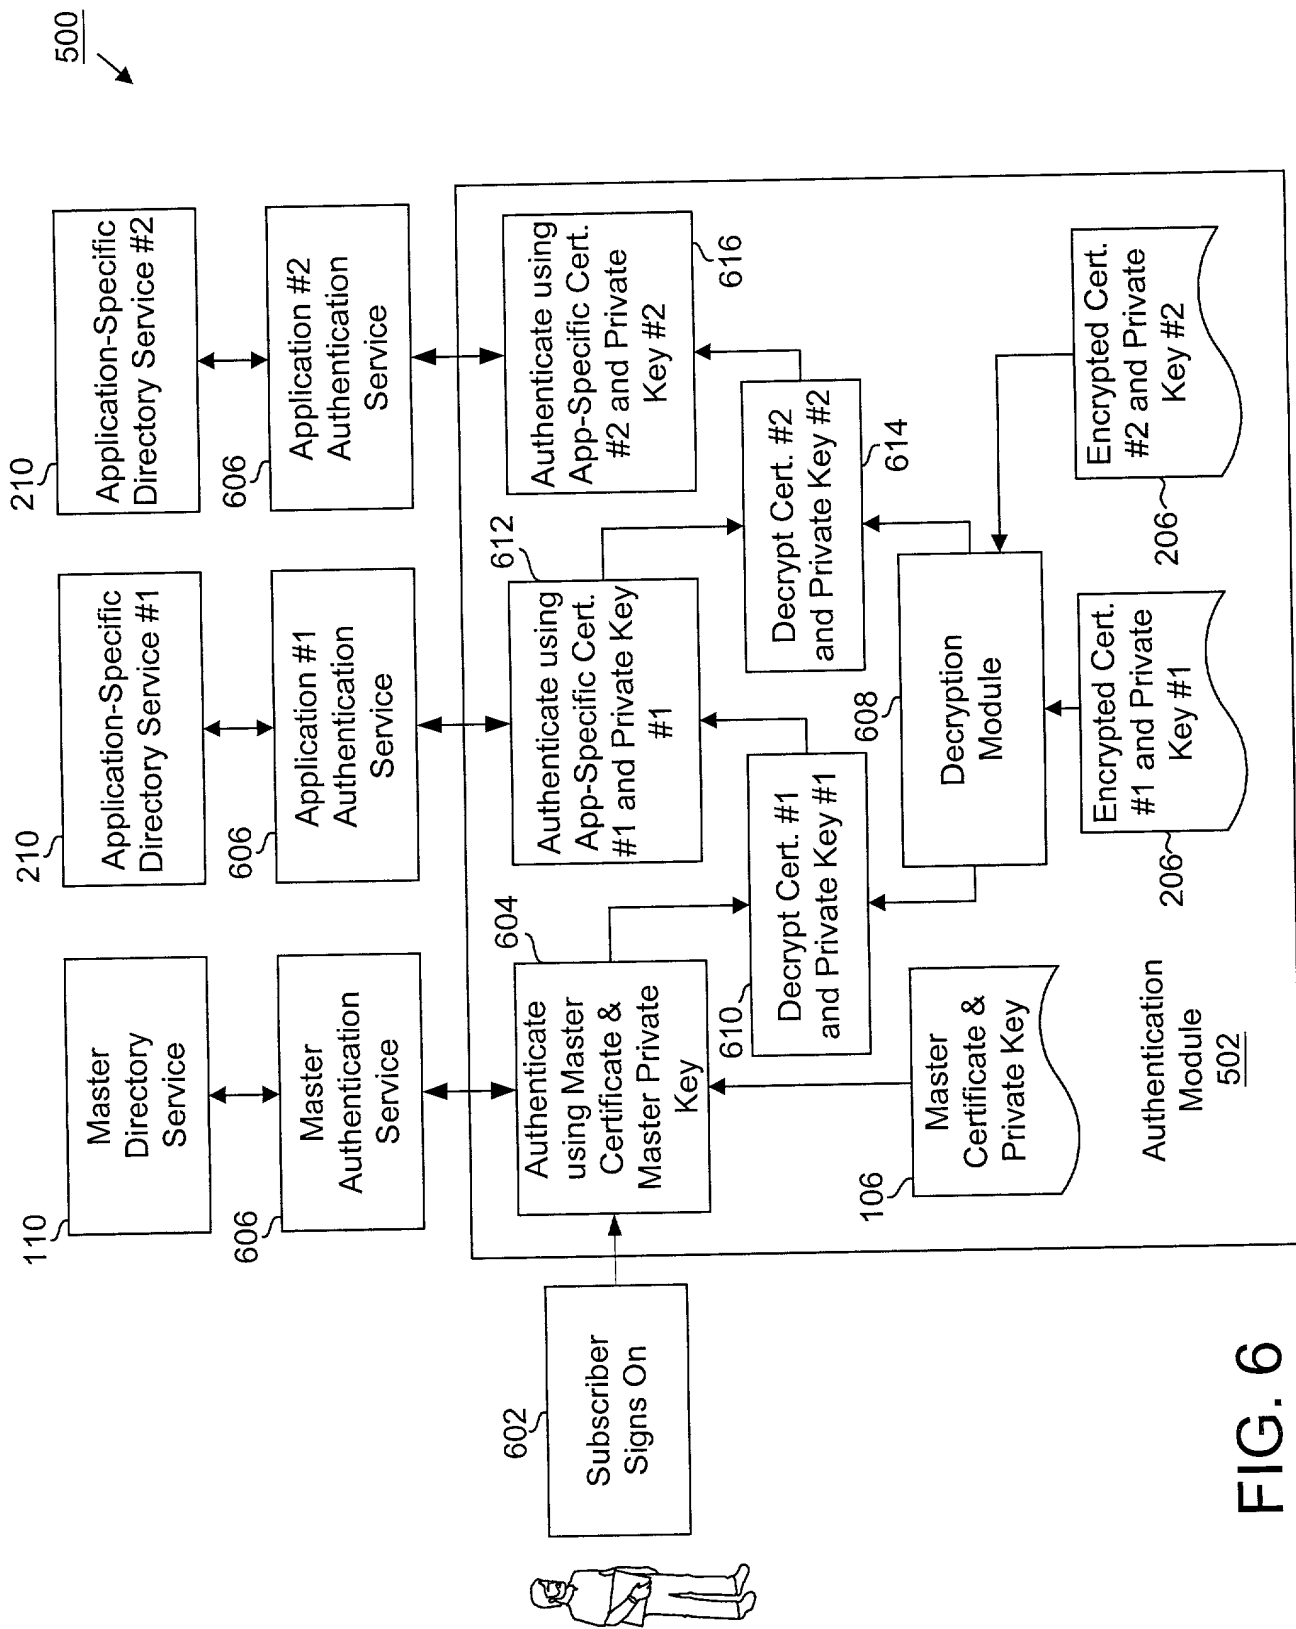 500
210
Application-Specific
Directory Service #2
606
Application #2
Authentication
Service
Authenticate using
App-Specific Cert.
#2 and Private
Key #2
616
210
Application-Specific
Directory Service #1
606
Application #1
Authentication
Service
612
Authenticate using
App-Specific Cert.
#1 and Private Key
#1
Decrypt Cert. #2
and Private Key #2
614
110
Master
Directory
Service
606
Master
Authentication
Service
604
Authenticate
using Master
Certificate &
Master Private
Key
610
Decrypt Cert. #1
and Private Key #1
608
Decryption
Module
206
Encrypted Cert.
#2 and Private
Key #2
206
Encrypted Cert.
#1 and Private
Key #1
106
Master
Certificate &
Private Key
Authentication
Module
502
602
Subscriber
Signs On
FIG. 6